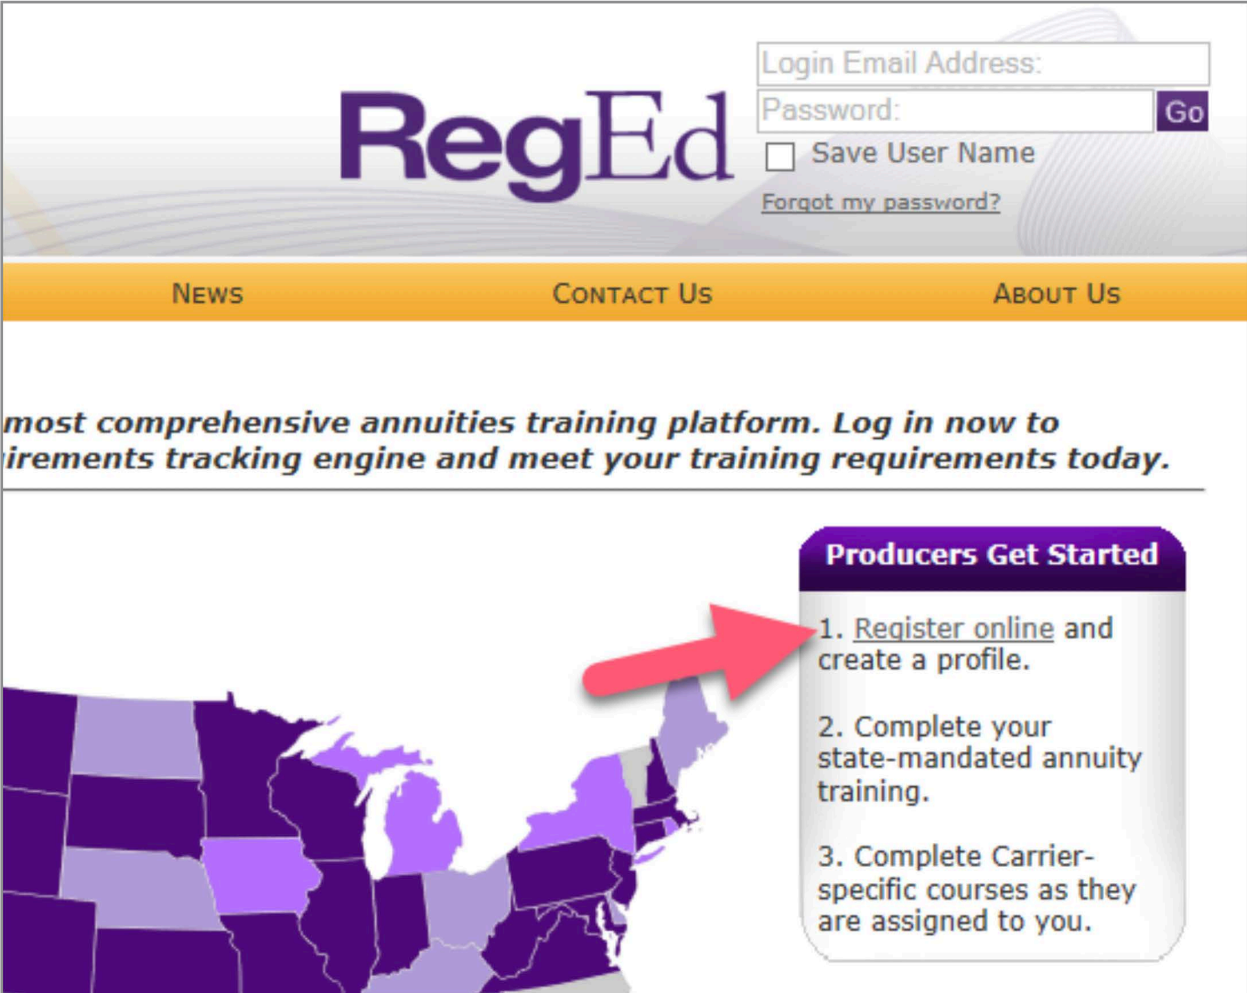 Login Email Address:
RegEd
Password:
Go
Save User Name
Forgot my password?
News
Contact Us
About Us
most comprehensive annuities training platform. Log in now to
irements tracking engine and meet your training requirements today.
Producers Get Started
1. Register online and
create a profile.
2. Complete your
state-mandated annuity
training.
3. Complete Carrier-
specific courses as they
are assigned to you.